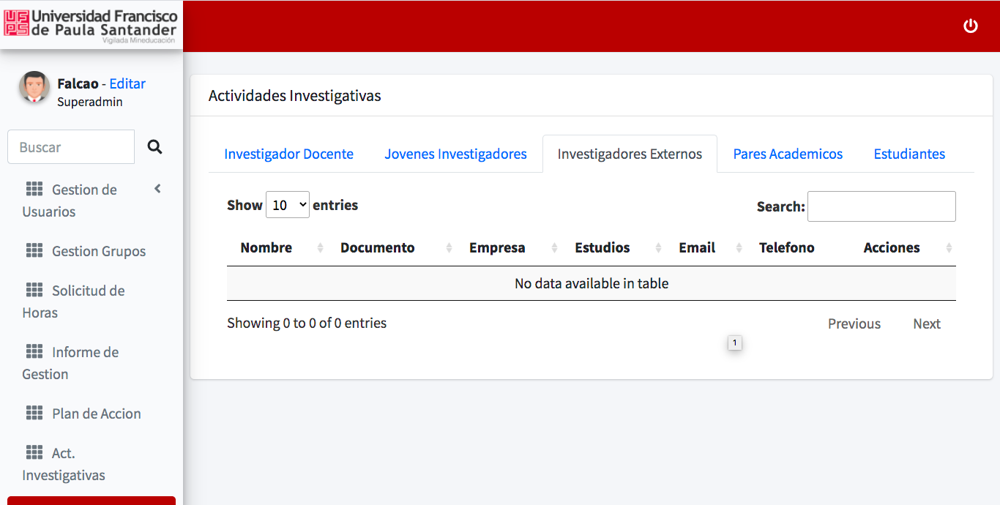 Universidad Francisco
de Paula Santander
Vigilada Mineducación
UFPS
Falcao - Editar
Superadmin
Buscar
Gestion de
Usuarios
Gestion Grupos
Solicitud de
Horas
Informe de
Gestion
Plan de Accion
Act.
Investigativas
Actividades Investigativas
Investigador Docente Jovenes Investigadores Investigadores Externos Pares Academicos Estudiantes
Show 10 entries Search:
Nombre Documento Empresa Estudios Email Telefono Acciones
No data available in table
Showing 0 to 0 of 0 entries Previous Next
1